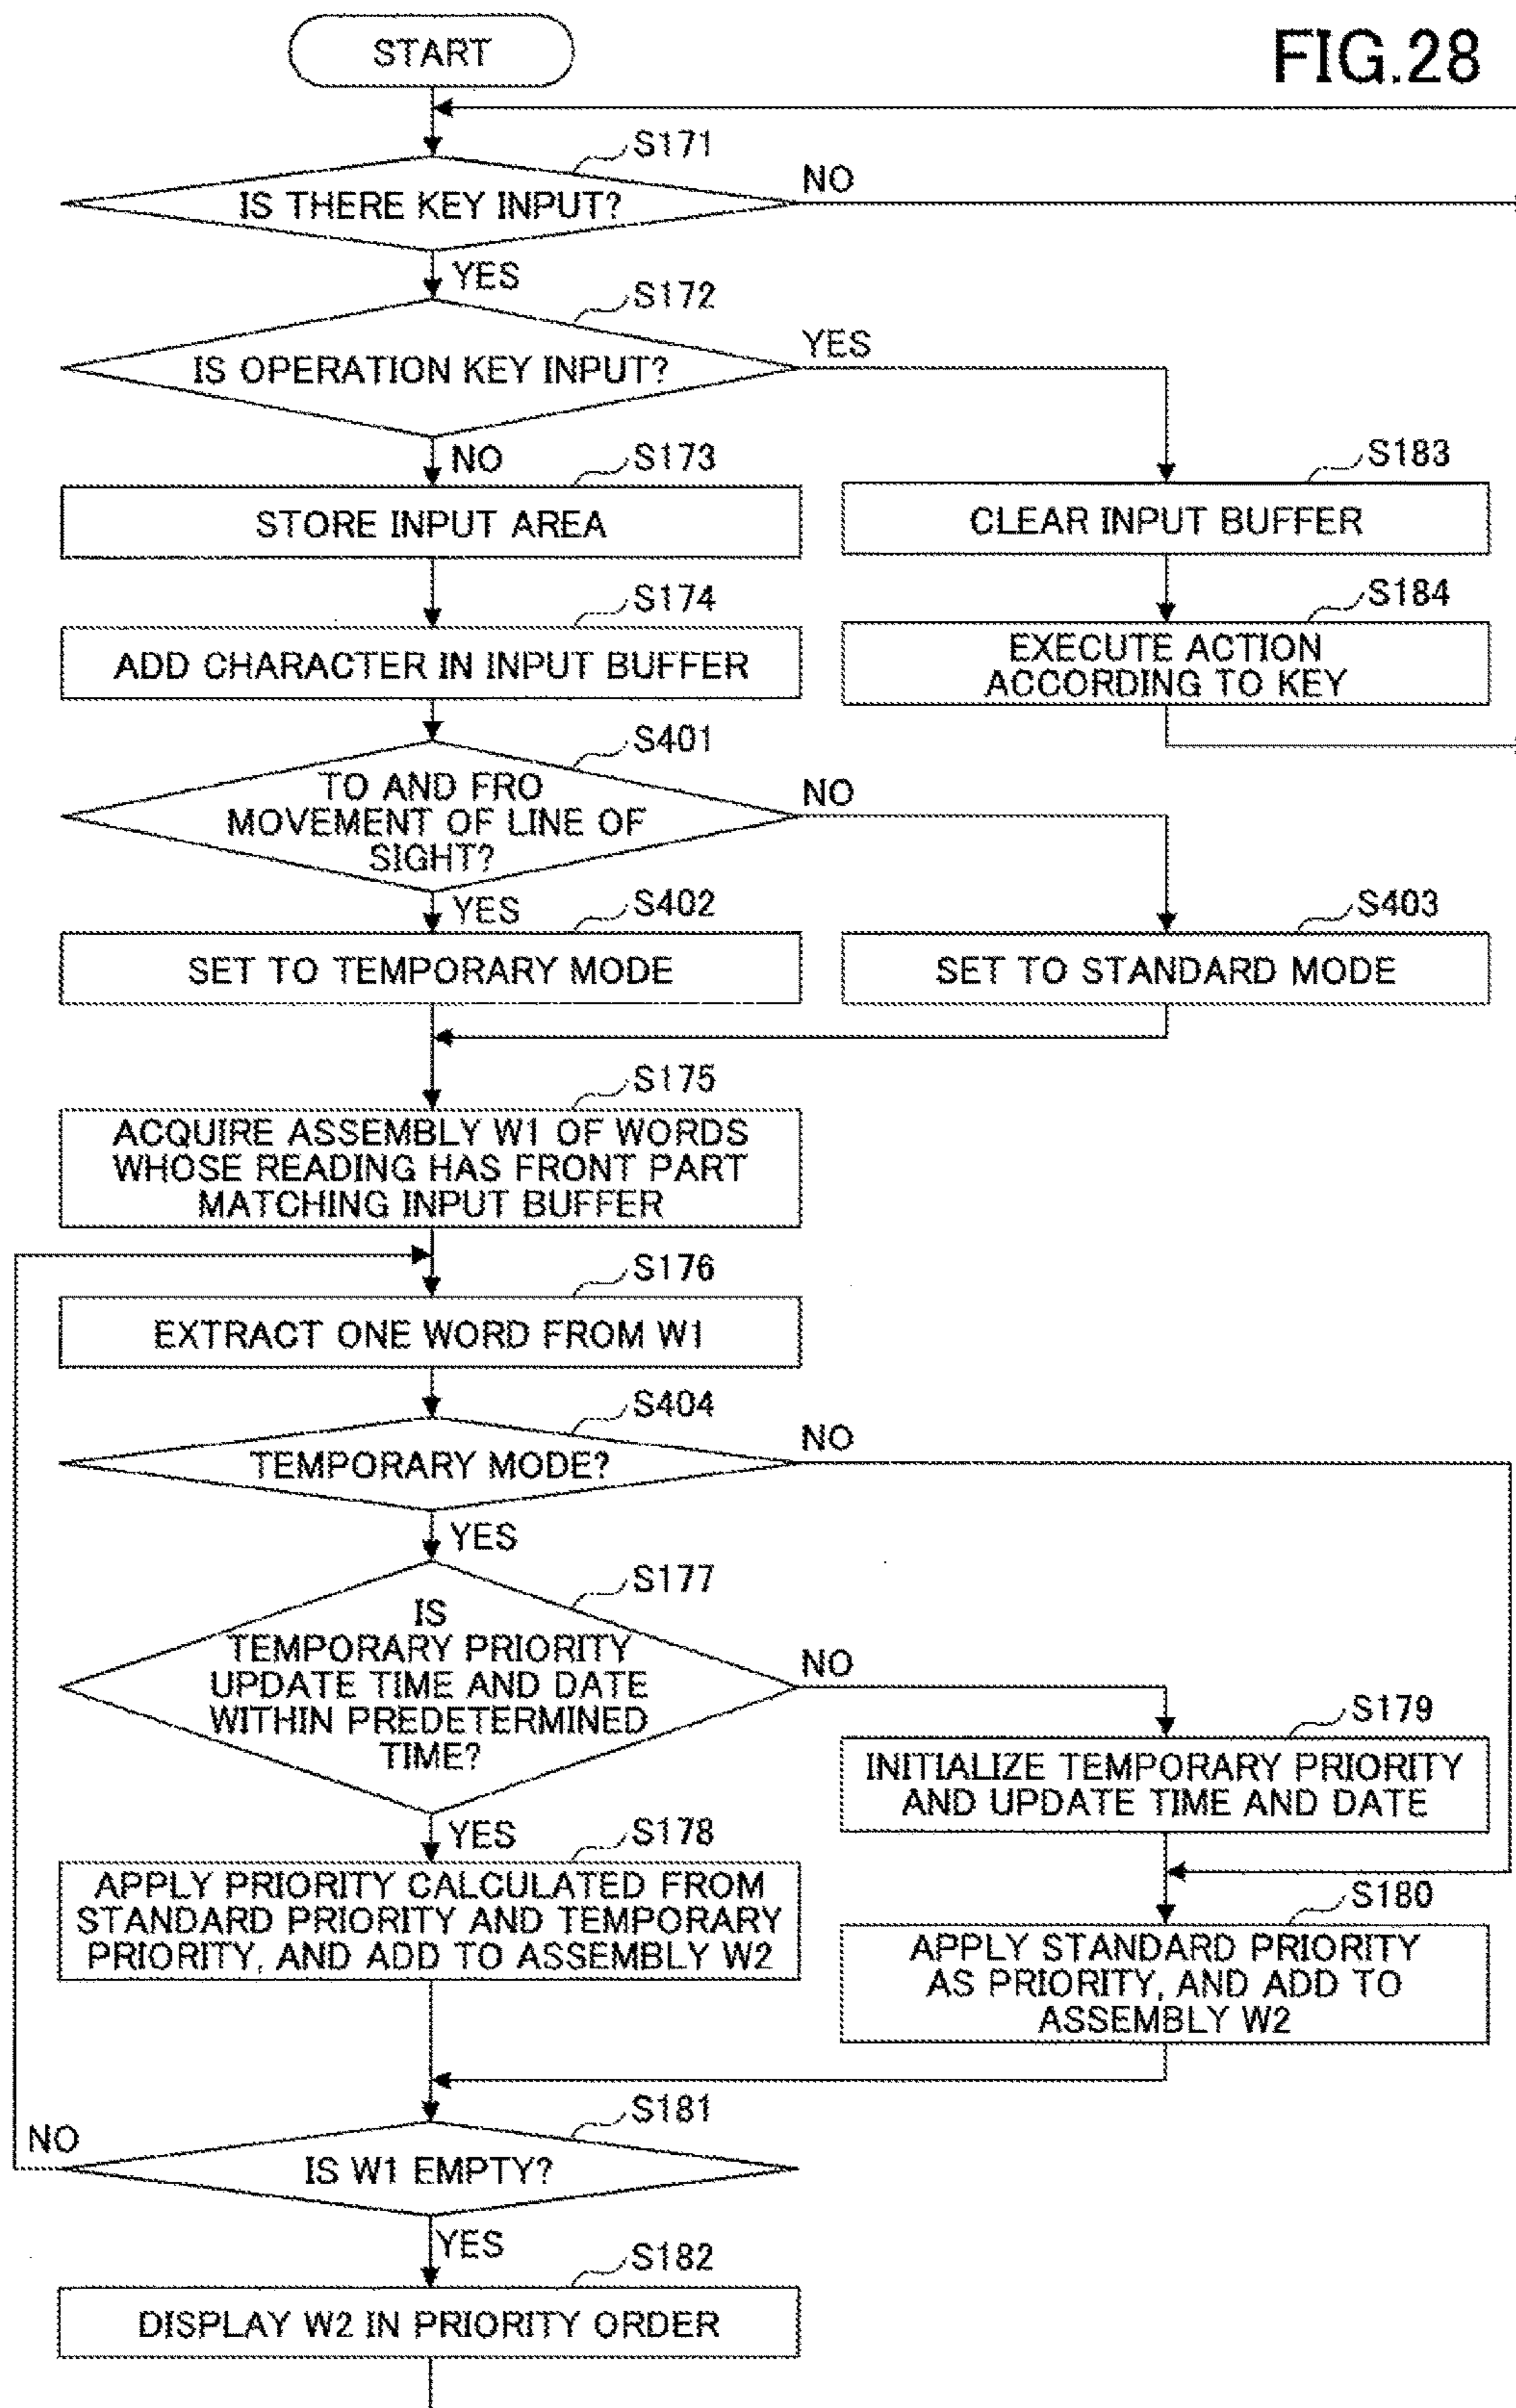 FIG.28
START
S171
IS THERE KEY INPUT?
NO
YES
S172
IS OPERATION KEY INPUT?
YES
NO
S173
STORE INPUT AREA
S183
CLEAR INPUT BUFFER
S174
ADD CHARACTER IN INPUT BUFFER
S184
EXECUTE ACTION
ACCORDING TO KEY
S401
TO AND FRO
MOVEMENT OF LINE OF
SIGHT?
NO
YES
S402
SET TO TEMPORARY MODE
S403
SET TO STANDARD MODE
S175
ACQUIRE ASSEMBLY W1 OF WORDS
WHOSE READING HAS FRONT PART
MATCHING INPUT BUFFER
S176
EXTRACT ONE WORD FROM W1
S404
TEMPORARY MODE?
NO
YES
S177
IS
TEMPORARY PRIORITY
UPDATE TIME AND DATE
WITHIN PREDETERMINED
TIME?
NO
YES
S179
INITIALIZE TEMPORARY PRIORITY
AND UPDATE TIME AND DATE
S178
APPLY PRIORITY CALCULATED FROM
STANDARD PRIORITY AND TEMPORARY
PRIORITY, AND ADD TO ASSEMBLY W2
S180
APPLY STANDARD PRIORITY
AS PRIORITY, AND ADD TO
ASSEMBLY W2
S181
IS W1 EMPTY?
NO
YES
S182
DISPLAY W2 IN PRIORITY ORDER